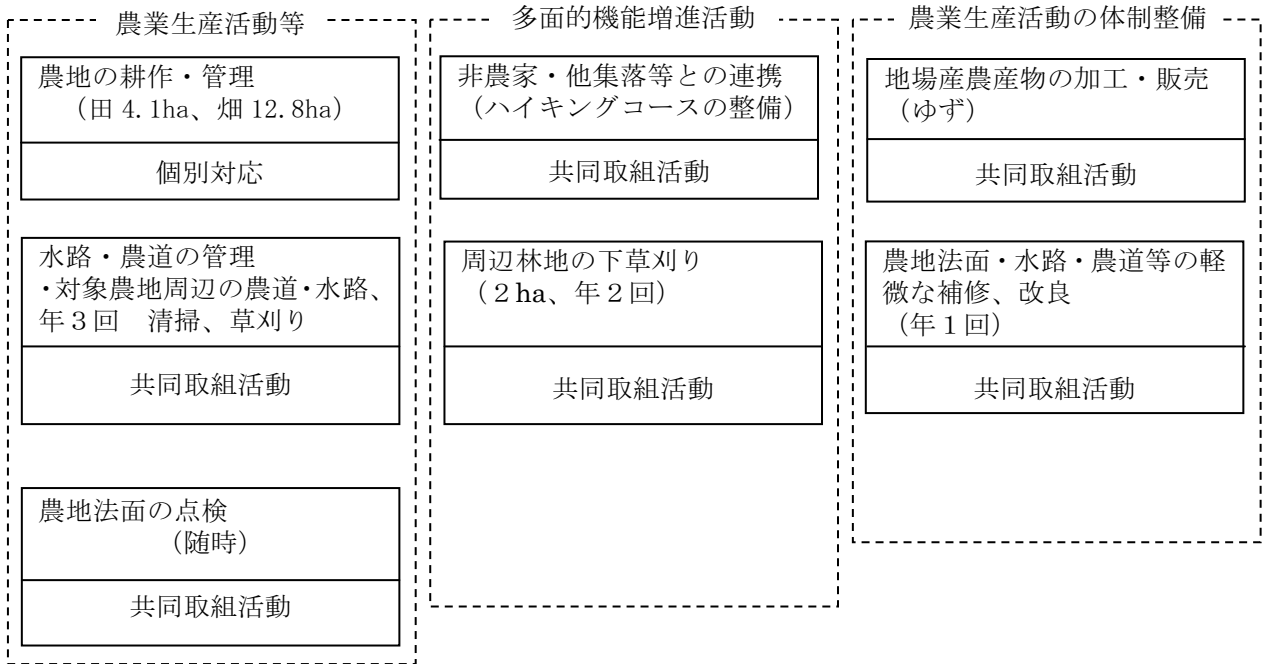 農業生産活動等
農地の耕作・管理
（田 4.1ha、畑 12.8ha）
個別対応
水路・農道の管理
・対象農地周辺の農道・水路、
年３回　清掃、草刈り
共同取組活動
農地法面の点検
（随時）
共同取組活動
多面的機能増進活動
非農家・他集落等との連携
（ハイキングコースの整備）
共同取組活動
周辺林地の下草刈り
（２ha、年２回）
共同取組活動
農業生産活動の体制整備
地場産農産物の加工・販売
（ゆず）
共同取組活動
農地法面・水路・農道等の軽
微な補修、改良
（年１回）
共同取組活動